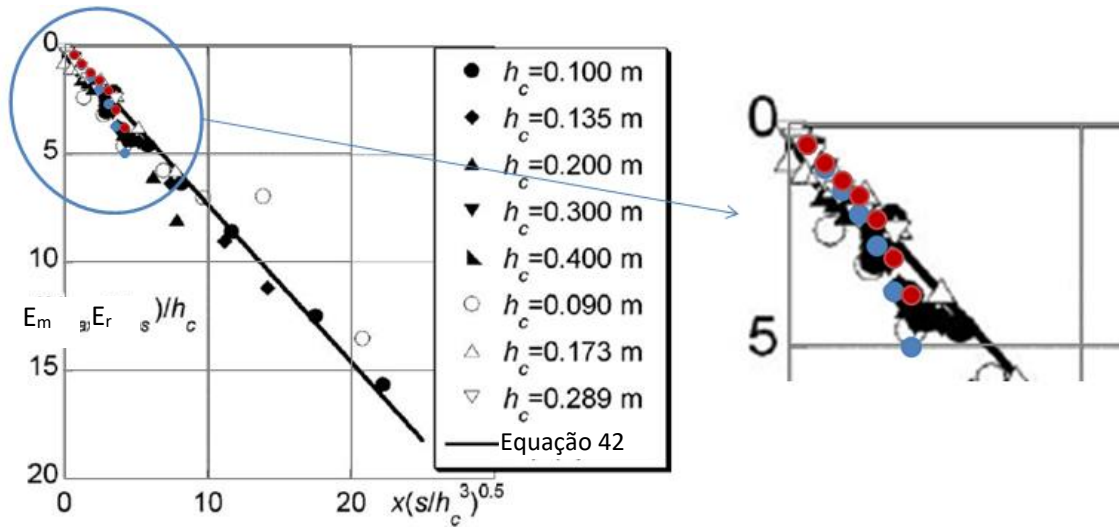 0
5
10
15
20
E_m E_r )/h_c
0 10 20 x(s/h_c^3)^0.5
h_c=0.100 m
h_c=0.135 m
h_c=0.200 m
h_c=0.300 m
h_c=0.400 m
h_c=0.090 m
h_c=0.173 m
h_c=0.289 m
Equação 42
0
5